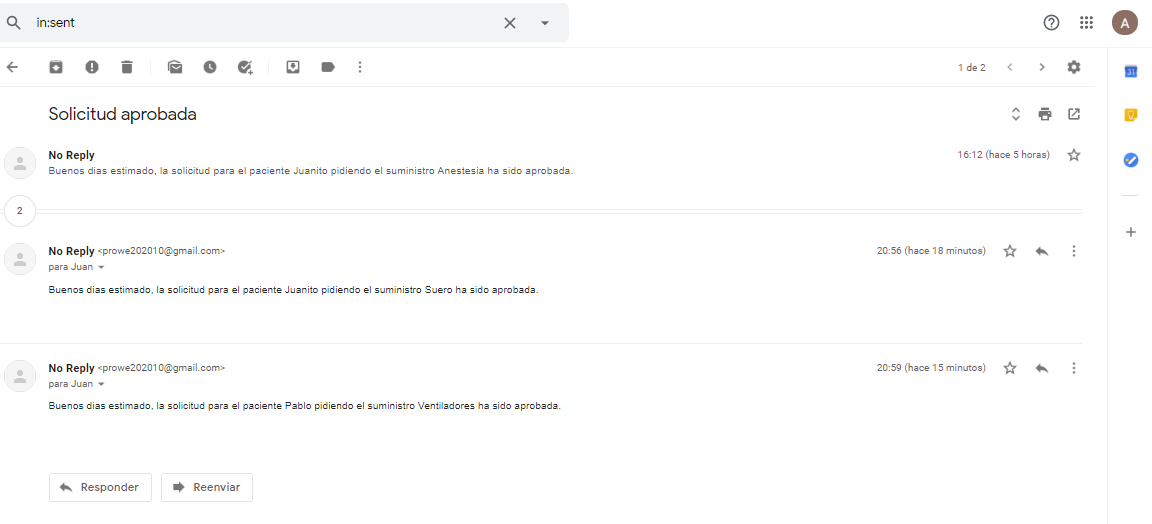 in:sent
A
1 de 2
31
Solicitud aprobada
No Reply
16:12 (hace 5 horas)
Buenos dias estimado, la solicitud para el paciente Juanito pidiendo el suministro Anestesia ha sido aprobada.
2
No Reply <prowe202010@gmail.com>
20:56 (hace 18 minutos)
para Juan
Buenos dias estimado, la solicitud para el paciente Juanito pidiendo el suministro Suero ha sido aprobada.
No Reply <prowe202010@gmail.com>
20:59 (hace 15 minutos)
para Juan
Buenos dias estimado, la solicitud para el paciente Pablo pidiendo el suministro Ventiladores ha sido aprobada.
Responder
Reenviar